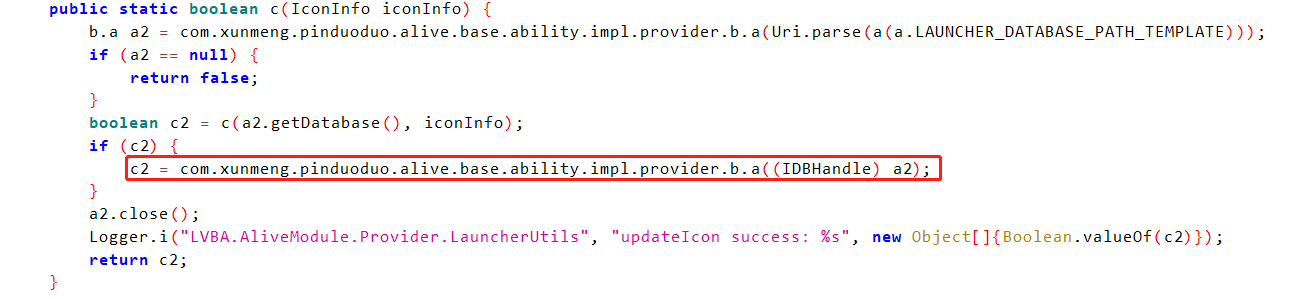 public static boolean c(IconInfo iconInfo) {
b.a a2 = com.xunmeng.pinduoduo.alive.base.ability.impl.provider.b.a(Uri.parse(a(a.LAUNCHER_DATABASE_PATH_TEMPLATE)));
if (a2 == null) {
return false;
}
boolean c2 = c(a2.getDatabase(), iconInfo);
if (c2) {
c2 = com.xunmeng.pinduoduo.alive.base.ability.impl.provider.b.a((IDBHandle) a2);
}
a2.close();
Logger.i("LVBA.AliveModule.Provider.LauncherUtils", "updateIcon success: %s", new Object[]{Boolean.valueOf(c2)});
return c2;
}